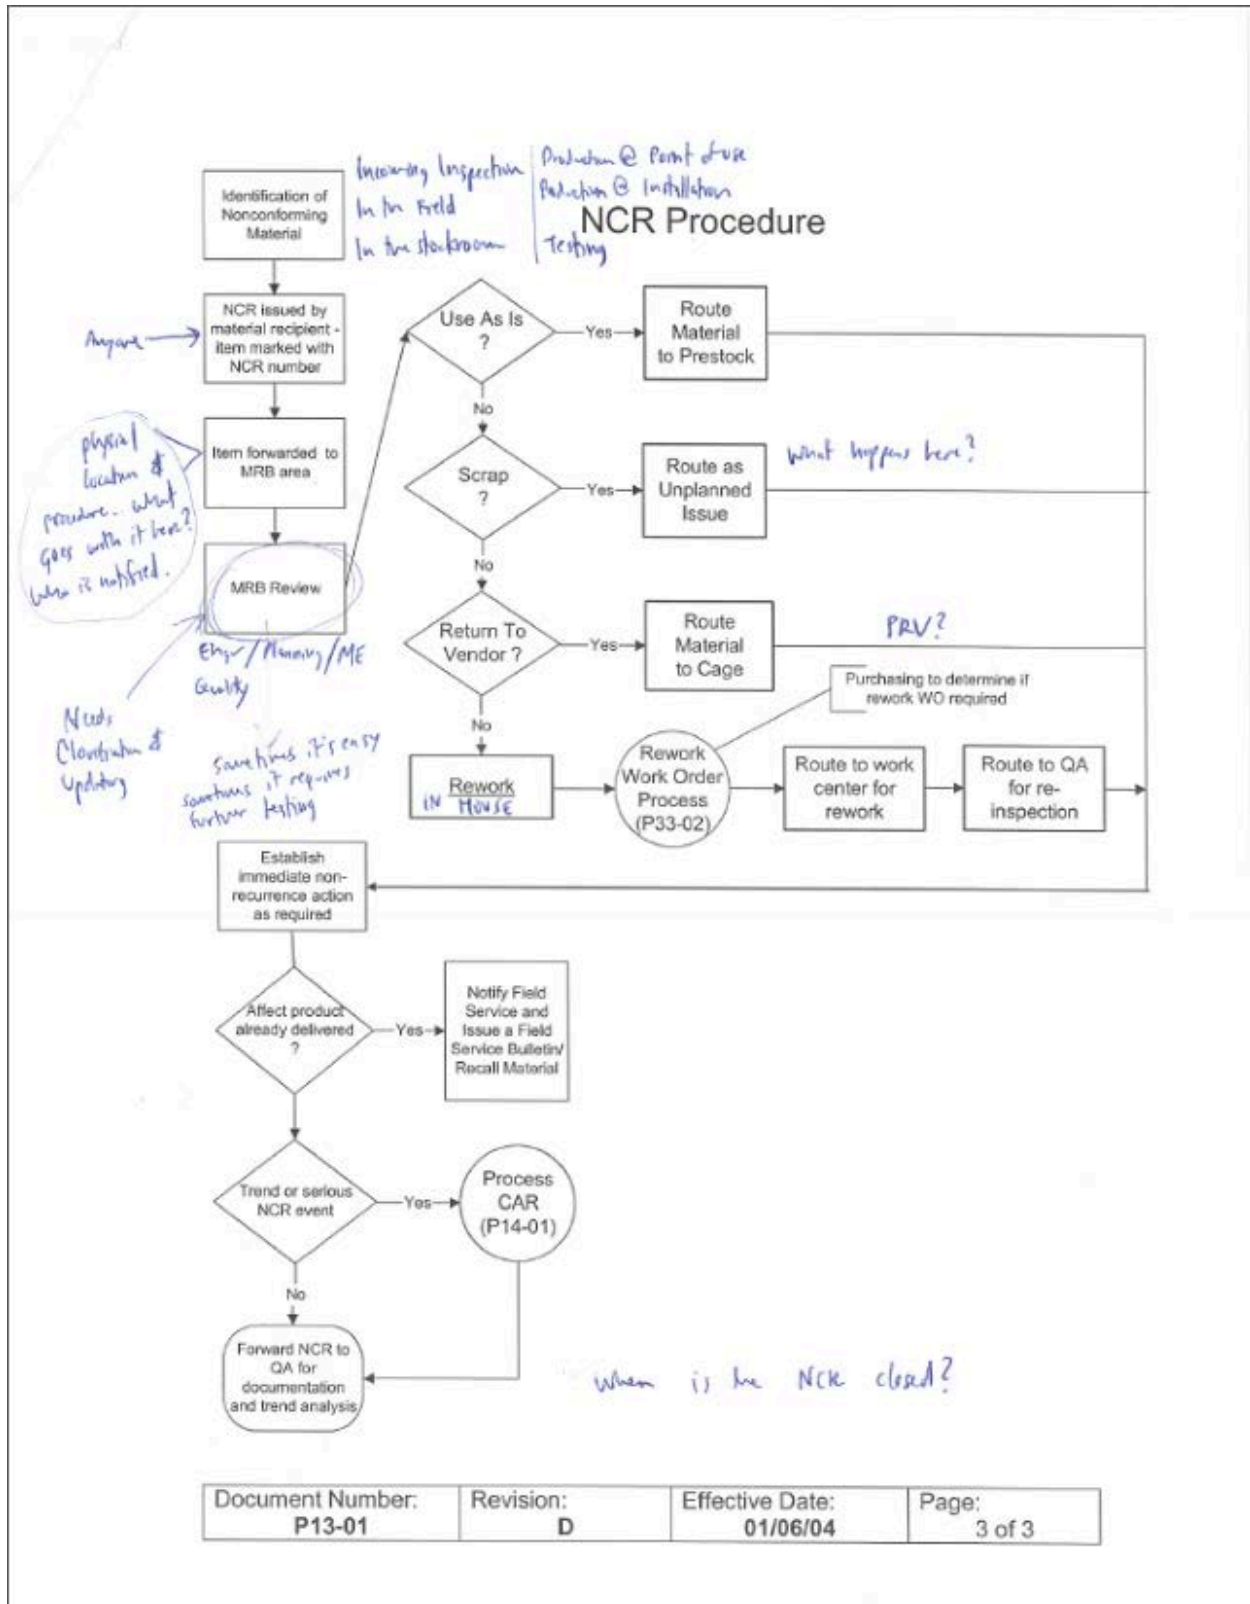 Incoming Inspection
In the Field
In the stockroom
Production @ Point of use
Production @ Installation
Testing
NCR Procedure
Identification of
Nonconforming
Material
Anyone
NCR issued by
material recipient -
item marked with
NCR number
Item forwarded to
MRB area
physical
location &
procedure.. what
goes with it here?
who is notified.
MRB Review
Engr/Planning/ME
Quality
Needs
Clarification &
Updating
sometimes it's easy
sometimes it requires
further testing
Use As Is
?
Yes
Route
Material
to Prestock
No
Scrap
?
Yes
Route as
Unplanned
Issue
What happens here?
No
Return To
Vendor ?
Yes
Route
Material
to Cage
PRV?
No
Purchasing to determine if
rework WO required
Rework
IN HOUSE
Rework
Work Order
Process
(P33-02)
Route to work
center for
rework
Route to QA
for re-
inspection
Establish
immediate non-
recurrence action
as required
Affect product
already delivered
?
Yes
Notify Field
Service and
Issue a Field
Service Bulletin/
Recall Material
Trend or serious
NCR event
Yes
Process
CAR
(P14-01)
No
Forward NCR to
QA for
documentation
and trend analysis
when is the NCR closed?
Document Number:
P13-01
Revision:
D
Effective Date:
01/06/04
Page:
3 of 3